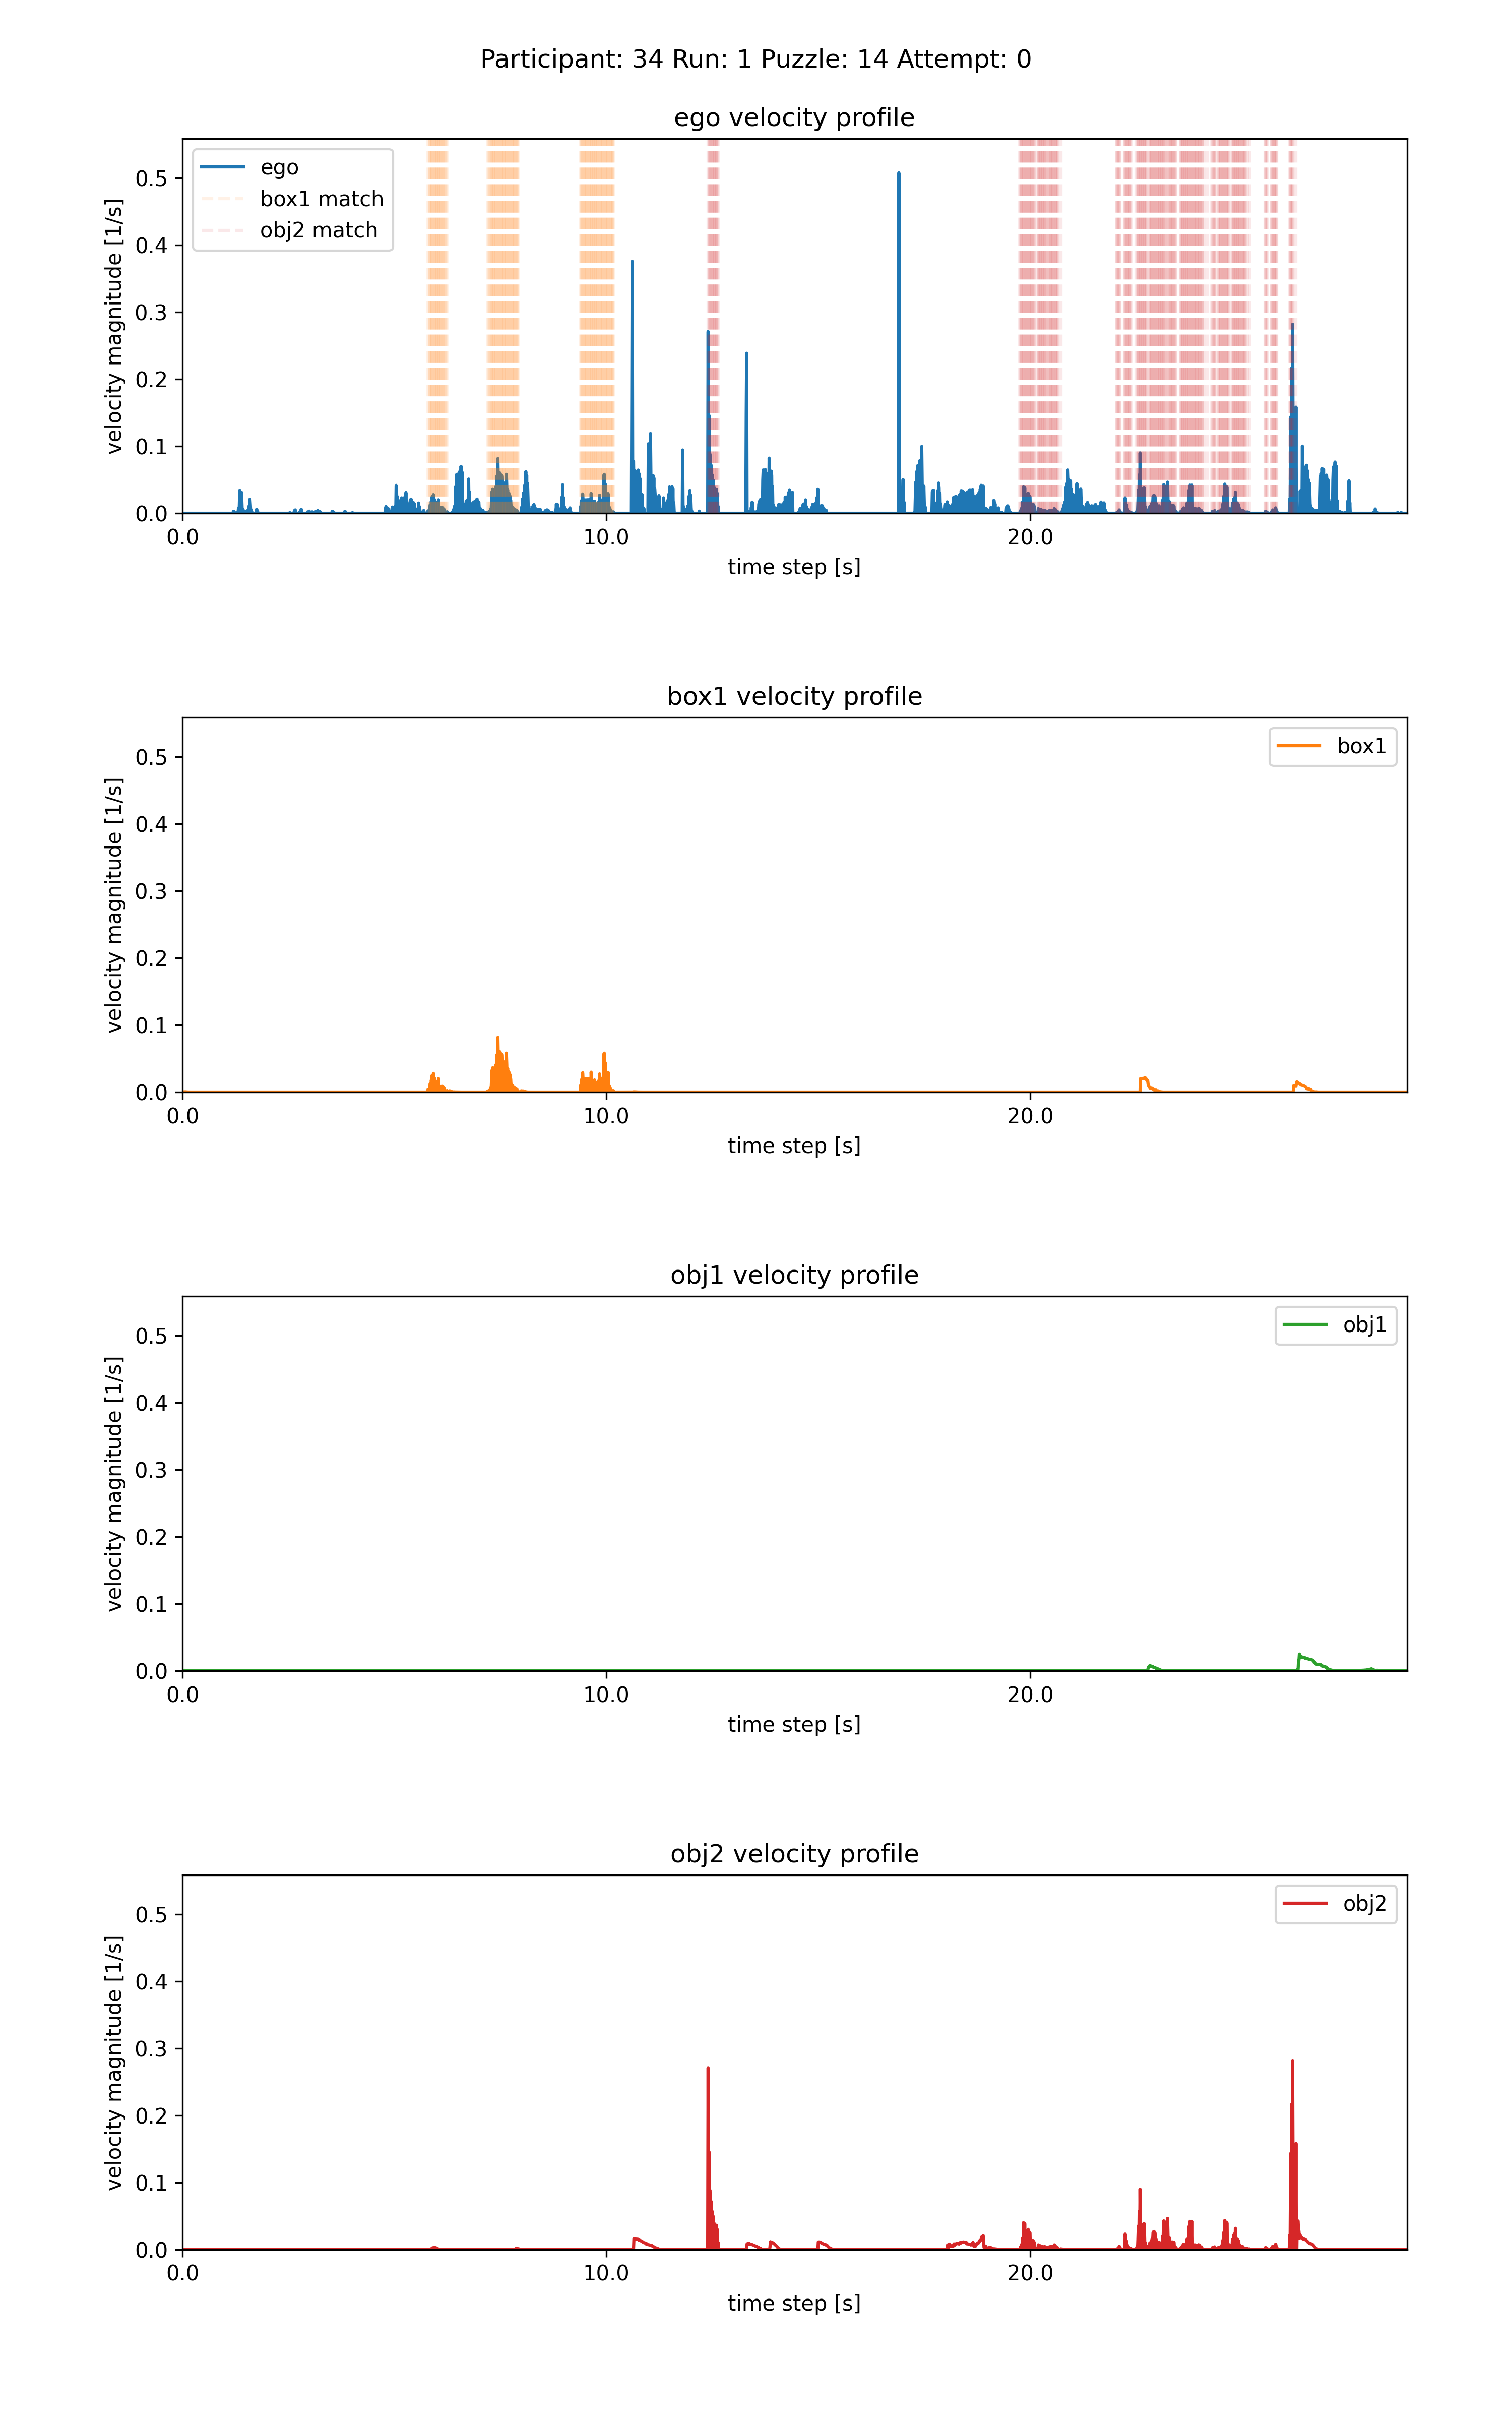 Participant: 34 Run: 1 Puzzle: 14 Attempt: 0
ego velocity profile
ego
box1 match
obj2 match
velocity magnitude [1/s]
0.5
0.4
0.3
0.2
0.1
0.0
0.0 10.0 20.0
time step [s]
box1 velocity profile
box1
velocity magnitude [1/s]
0.5
0.4
0.3
0.2
0.1
0.0
0.0 10.0 20.0
time step [s]
obj1 velocity profile
obj1
velocity magnitude [1/s]
0.5
0.4
0.3
0.2
0.1
0.0
0.0 10.0 20.0
time step [s]
obj2 velocity profile
obj2
velocity magnitude [1/s]
0.5
0.4
0.3
0.2
0.1
0.0
0.0 10.0 20.0
time step [s]